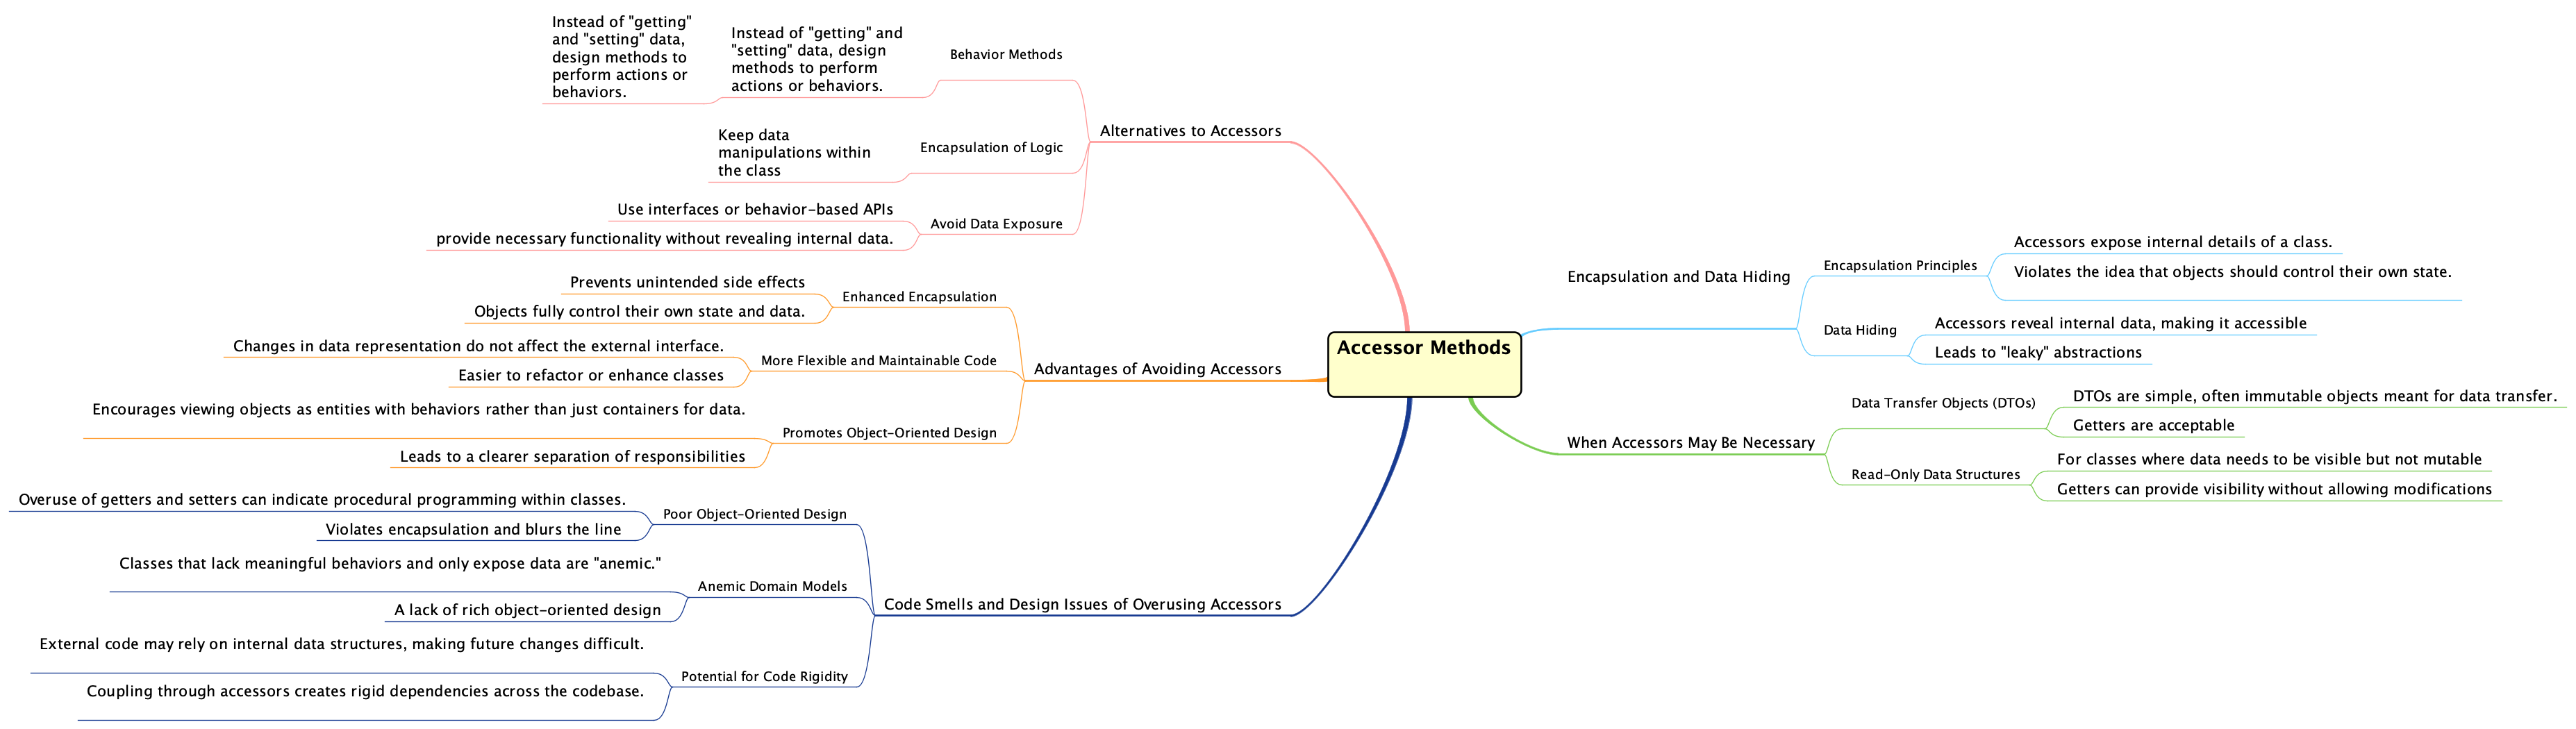 Accessor Methods
Alternatives to Accessors
Behavior Methods
Instead of "getting" and
"setting" data, design
methods to perform
actions or behaviors.
Instead of "getting"
and "setting" data,
design methods to
perform actions or
behaviors.
Encapsulation of Logic
Keep data
manipulations within
the class
Avoid Data Exposure
Use interfaces or behavior-based APIs
provide necessary functionality without revealing internal data.
Advantages of Avoiding Accessors
Enhanced Encapsulation
Prevents unintended side effects
Objects fully control their own state and data.
More Flexible and Maintainable Code
Changes in data representation do not affect the external interface.
Easier to refactor or enhance classes
Promotes Object-Oriented Design
Encourages viewing objects as entities with behaviors rather than just containers for data.
Leads to a clearer separation of responsibilities
Code Smells and Design Issues of Overusing Accessors
Poor Object-Oriented Design
Overuse of getters and setters can indicate procedural programming within classes.
Violates encapsulation and blurs the line
Anemic Domain Models
Classes that lack meaningful behaviors and only expose data are "anemic."
A lack of rich object-oriented design
Potential for Code Rigidity
External code may rely on internal data structures, making future changes difficult.
Coupling through accessors creates rigid dependencies across the codebase.
Encapsulation and Data Hiding
Encapsulation Principles
Accessors expose internal details of a class.
Violates the idea that objects should control their own state.
Data Hiding
Accessors reveal internal data, making it accessible
Leads to "leaky" abstractions
When Accessors May Be Necessary
Data Transfer Objects (DTOs)
DTOs are simple, often immutable objects meant for data transfer.
Getters are acceptable
Read-Only Data Structures
For classes where data needs to be visible but not mutable
Getters can provide visibility without allowing modifications